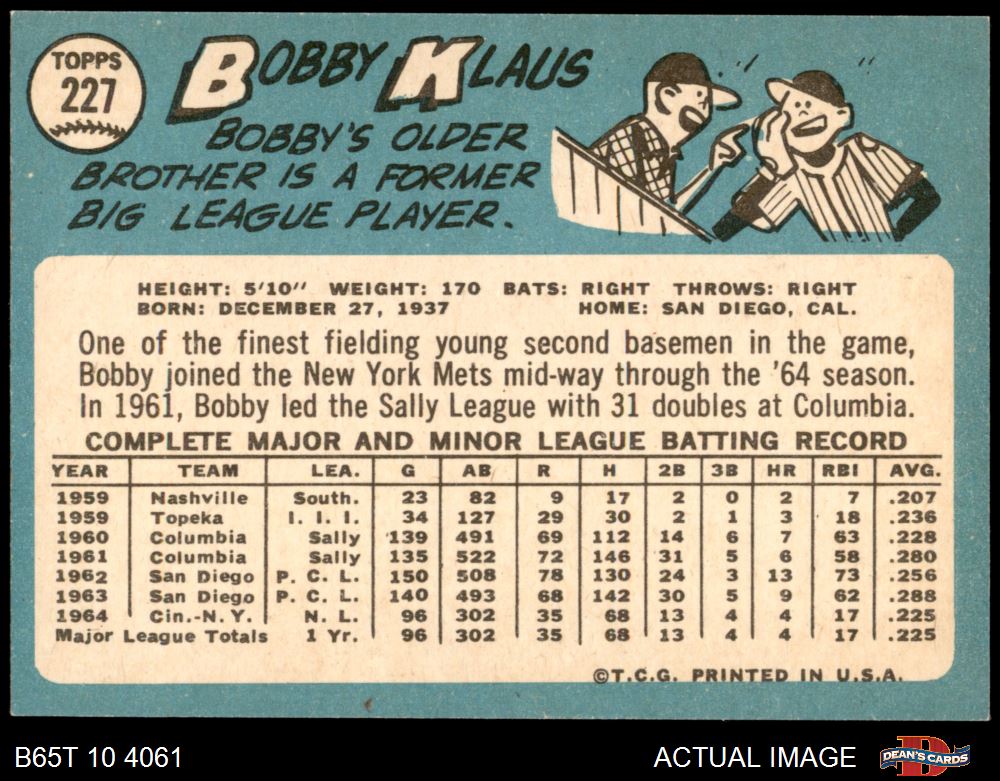 TOPPS
227
BOBBY KLAUS
BOBBY'S OLDER
BROTHER IS A FORMER
BIG LEAGUE PLAYER.
HEIGHT: 5'10" WEIGHT: 170 BATS: RIGHT THROWS: RIGHT
BORN: DECEMBER 27, 1937 HOME: SAN DIEGO, CAL.
One of the finest fielding young second basemen in the game,
Bobby joined the New York Mets mid-way through the '64 season.
In 1961, Bobby led the Sally League with 31 doubles at Columbia.
COMPLETE MAJOR AND MINOR LEAGUE BATTING RECORD
YEAR TEAM LEA. G AB R H 2B 3B HR RBI AVG.
1959 Nashville South. 23 82 9 17 2 0 2 7 .207
1959 Topeka I. I. I. 34 127 29 30 2 1 3 18 .236
1960 Columbia Sally 139 491 69 112 14 6 7 63 .228
1961 Columbia Sally 135 522 72 146 31 5 6 58 .280
1962 San Diego P. C. L. 150 508 78 130 24 3 13 73 .256
1963 San Diego P. C. L. 140 493 68 142 30 5 9 62 .288
1964 Cin.-N. Y. N. L. 96 302 35 68 13 4 4 17 .225
Major League Totals 1 Yr. 96 302 35 68 13 4 4 17 .225
©T.C.G. PRINTED IN U.S.A.
B65T 10 4061 ACTUAL IMAGE DEAN'S CARDS